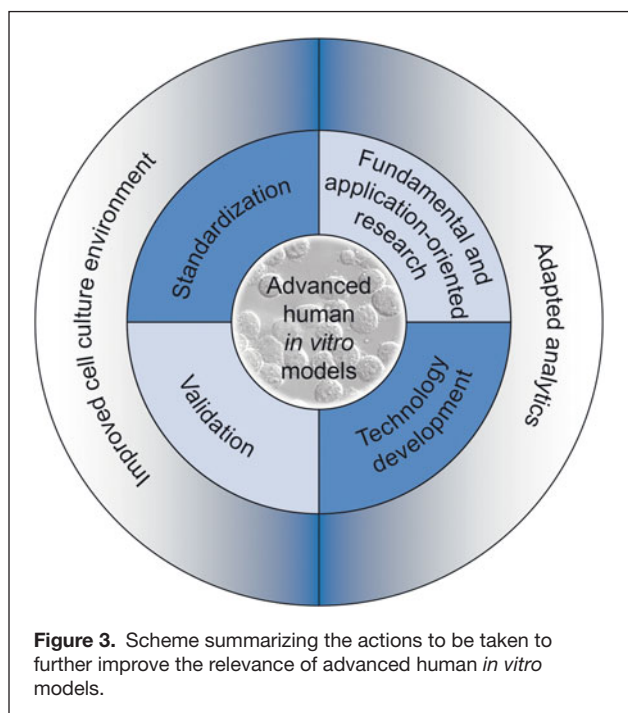 Improved cell culture environment
Standardization
Fundamental and
application-oriented
research
Adapted analytics
Advanced
human
in vitro
models
Validation
Technology
development
Figure 3. Scheme summarizing the actions to be taken to
further improve the relevance of advanced human in vitro
models.